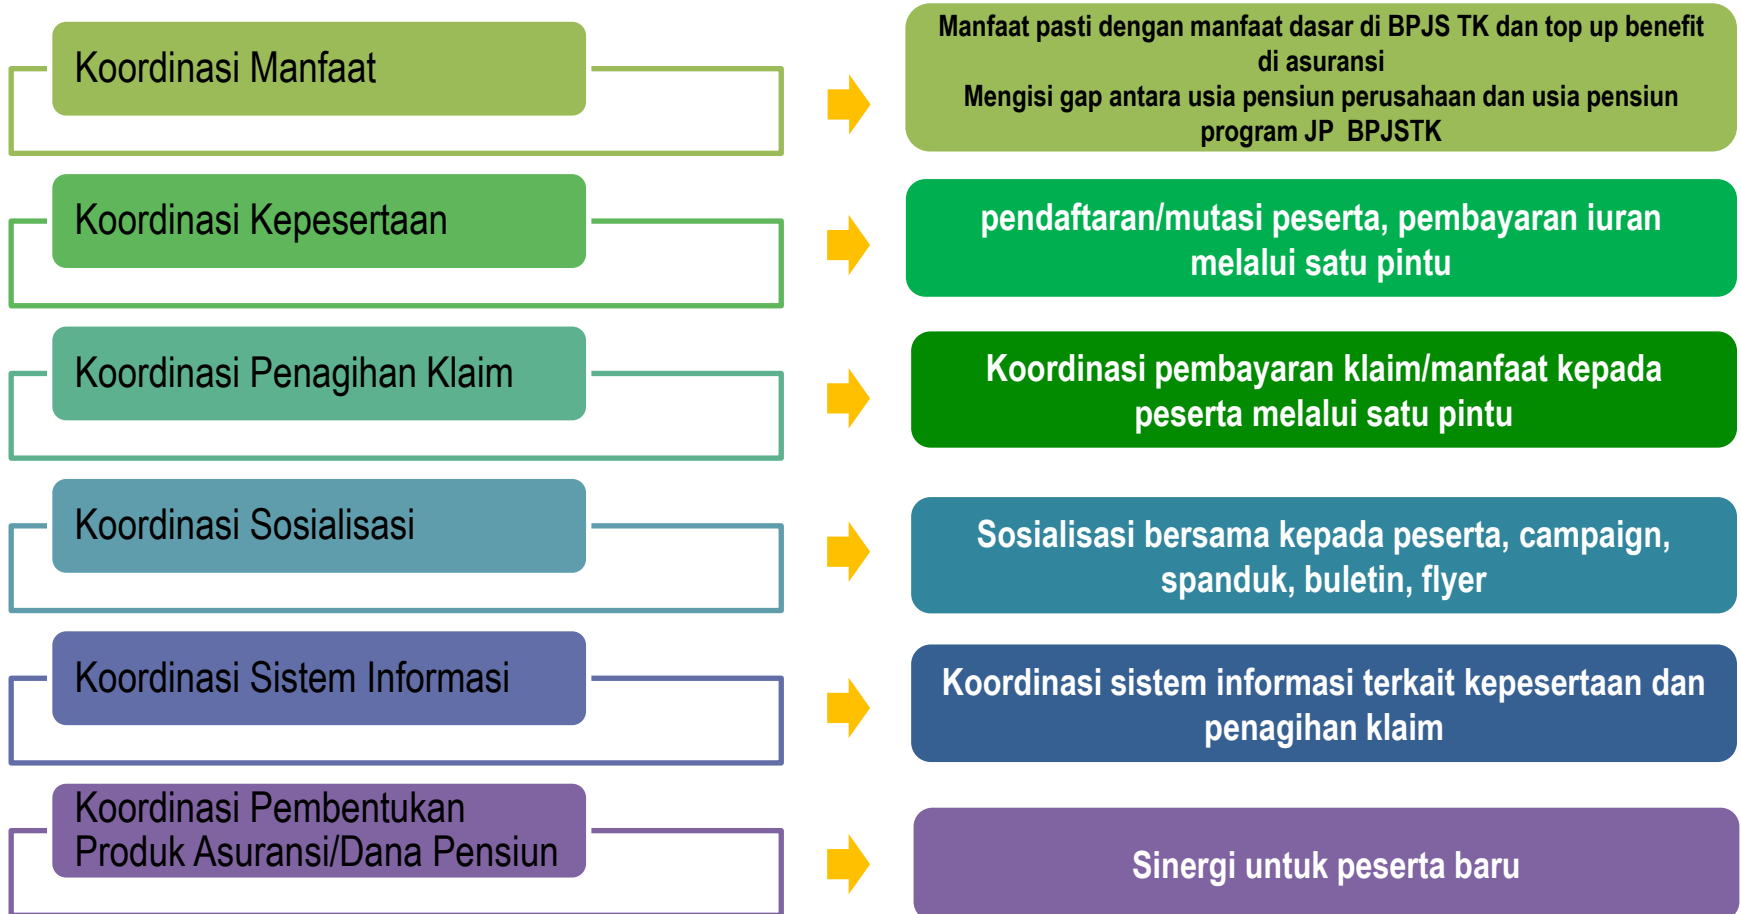 Koordinasi Manfaat
Manfaat pasti dengan manfaat dasar di BPJS TK dan top up benefit
di asuransi
Mengisi gap antara usia pensiun perusahaan dan usia pensiun
program JP BPJSTK
Koordinasi Kepesertaan
pendaftaran/mutasi peserta, pembayaran iuran
melalui satu pintu
Koordinasi Penagihan Klaim
Koordinasi pembayaran klaim/manfaat kepada
peserta melalui satu pintu
Koordinasi Sosialisasi
Sosialisasi bersama kepada peserta, campaign,
spanduk, buletin, flyer
Koordinasi Sistem Informasi
Koordinasi sistem informasi terkait kepesertaan dan
penagihan klaim
Koordinasi Pembentukan
Produk Asuransi/Dana Pensiun
Sinergi untuk peserta baru